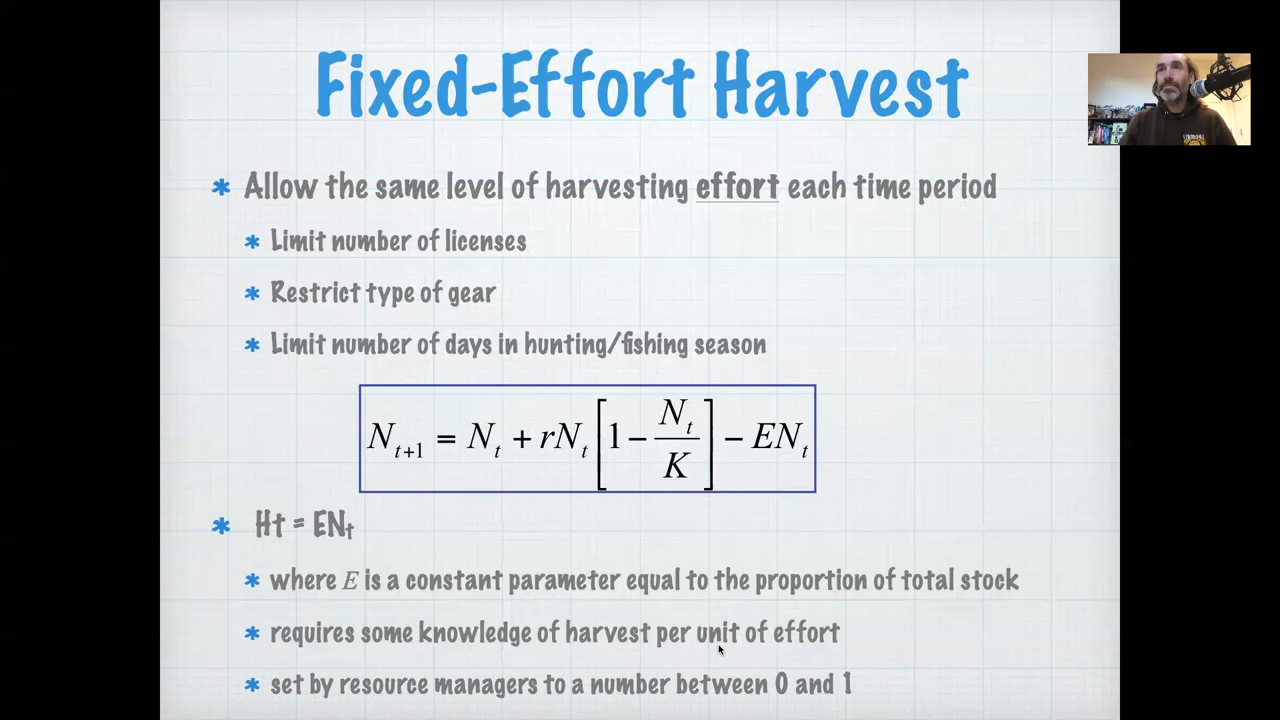 Fixed-Effort Harvest
* Allow the same level of harvesting effort each time period
* Limit number of licenses
* Restrict type of gear
* Limit number of days in hunting/fishing season
N_{t+1} = N_t + rN_t [1 − N_t/K] − EN_t
* Ht = ENₜ
* where E is a constant parameter equal to the proportion of total stock
* requires some knowledge of harvest per unit of effort
* set by resource managers to a number between 0 and 1